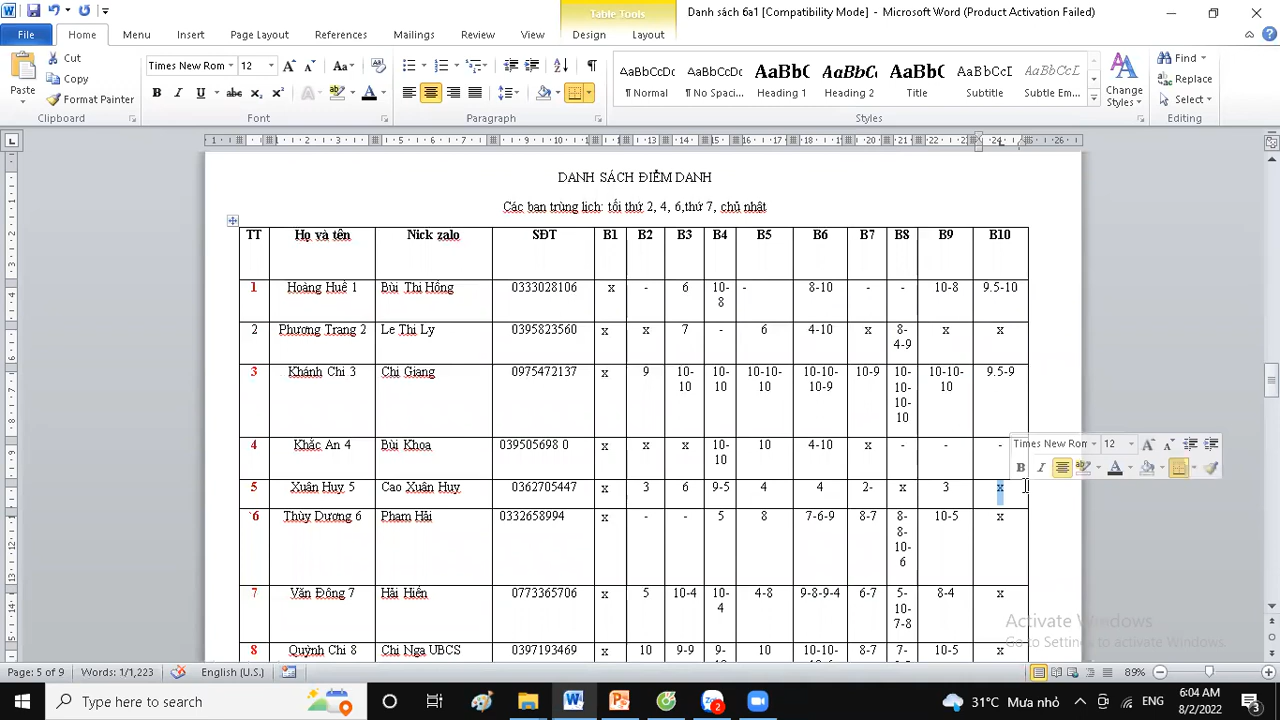 Table Tools
Danh sách 6a1 [Compatibility Mode] - Microsoft Word (Product Activation Failed)
File Home Menu Insert Page Layout References Mailings Review View Design Layout
Paste
Cut
Copy
Format Painter
Clipboard
Times New Rom 12
Font
Paragraph
AaBbCcDc AaBbCcDc AaBbC AaBbCc AaBbC AaBbCcDc AaBbCcDc
¶ Normal ¶ No Spaci... Heading 1 Heading 2 Title Subtitle Subtle Em...
Change Styles
Styles
Find
Replace
Select
Editing
DANH SÁCH ĐIỂM DANH
Các bạn trùng lịch: tối thứ 2, 4, 6,thứ 7, chủ nhật
TT Họ và tên Nick zalo SĐT B1 B2 B3 B4 B5 B6 B7 B8 B9 B10
1 Hoàng Huê 1 Bùi Thị Hồng 0333028106 x - 6 10-8 - 8-10 - - 10-8 9.5-10
2 Phương Trang 2 Le Thi Ly 0395823560 x x 7 - 6 4-10 x 8-4-9 x x
3 Khánh Chi 3 Chi Giang 0975472137 x 9 10-10 10-10 10-10-10 10-10-10-9 10-9 10-10-10-10 10-10-10 9.5-9
4 Khắc An 4 Bùi Khoa 039505698 0 x x x 10-10 10 4-10 x - - -
5 Xuân Huy 5 Cao Xuân Huy 0362705447 x 3 6 9-5 4 4 2- x 3 x
`6 Thùy Dương 6 Phạm Hải 0332658994 x - - 5 8 7-6-9 8-7 8-8-10-6 10-5 x
7 Văn Đông 7 Hải Hiền 0773365706 x 5 10-4 10-4 4-8 9-8-9-4 6-7 5-10-7-8 8-4 x
8 Quỳnh Chi 8 Chi Nga UBCS 0397193469 x 10 9-9 9- 10 10-10- 8-7 7- 10-5 x
Times New Rom 12
Activate Windows
Go to Settings to activate Windows.
Page: 5 of 9 Words: 1/1,223 English (U.S.) 89%
Type here to search
2
31°C Mưa nhỏ ENG
6:04 AM
8/2/2022
3